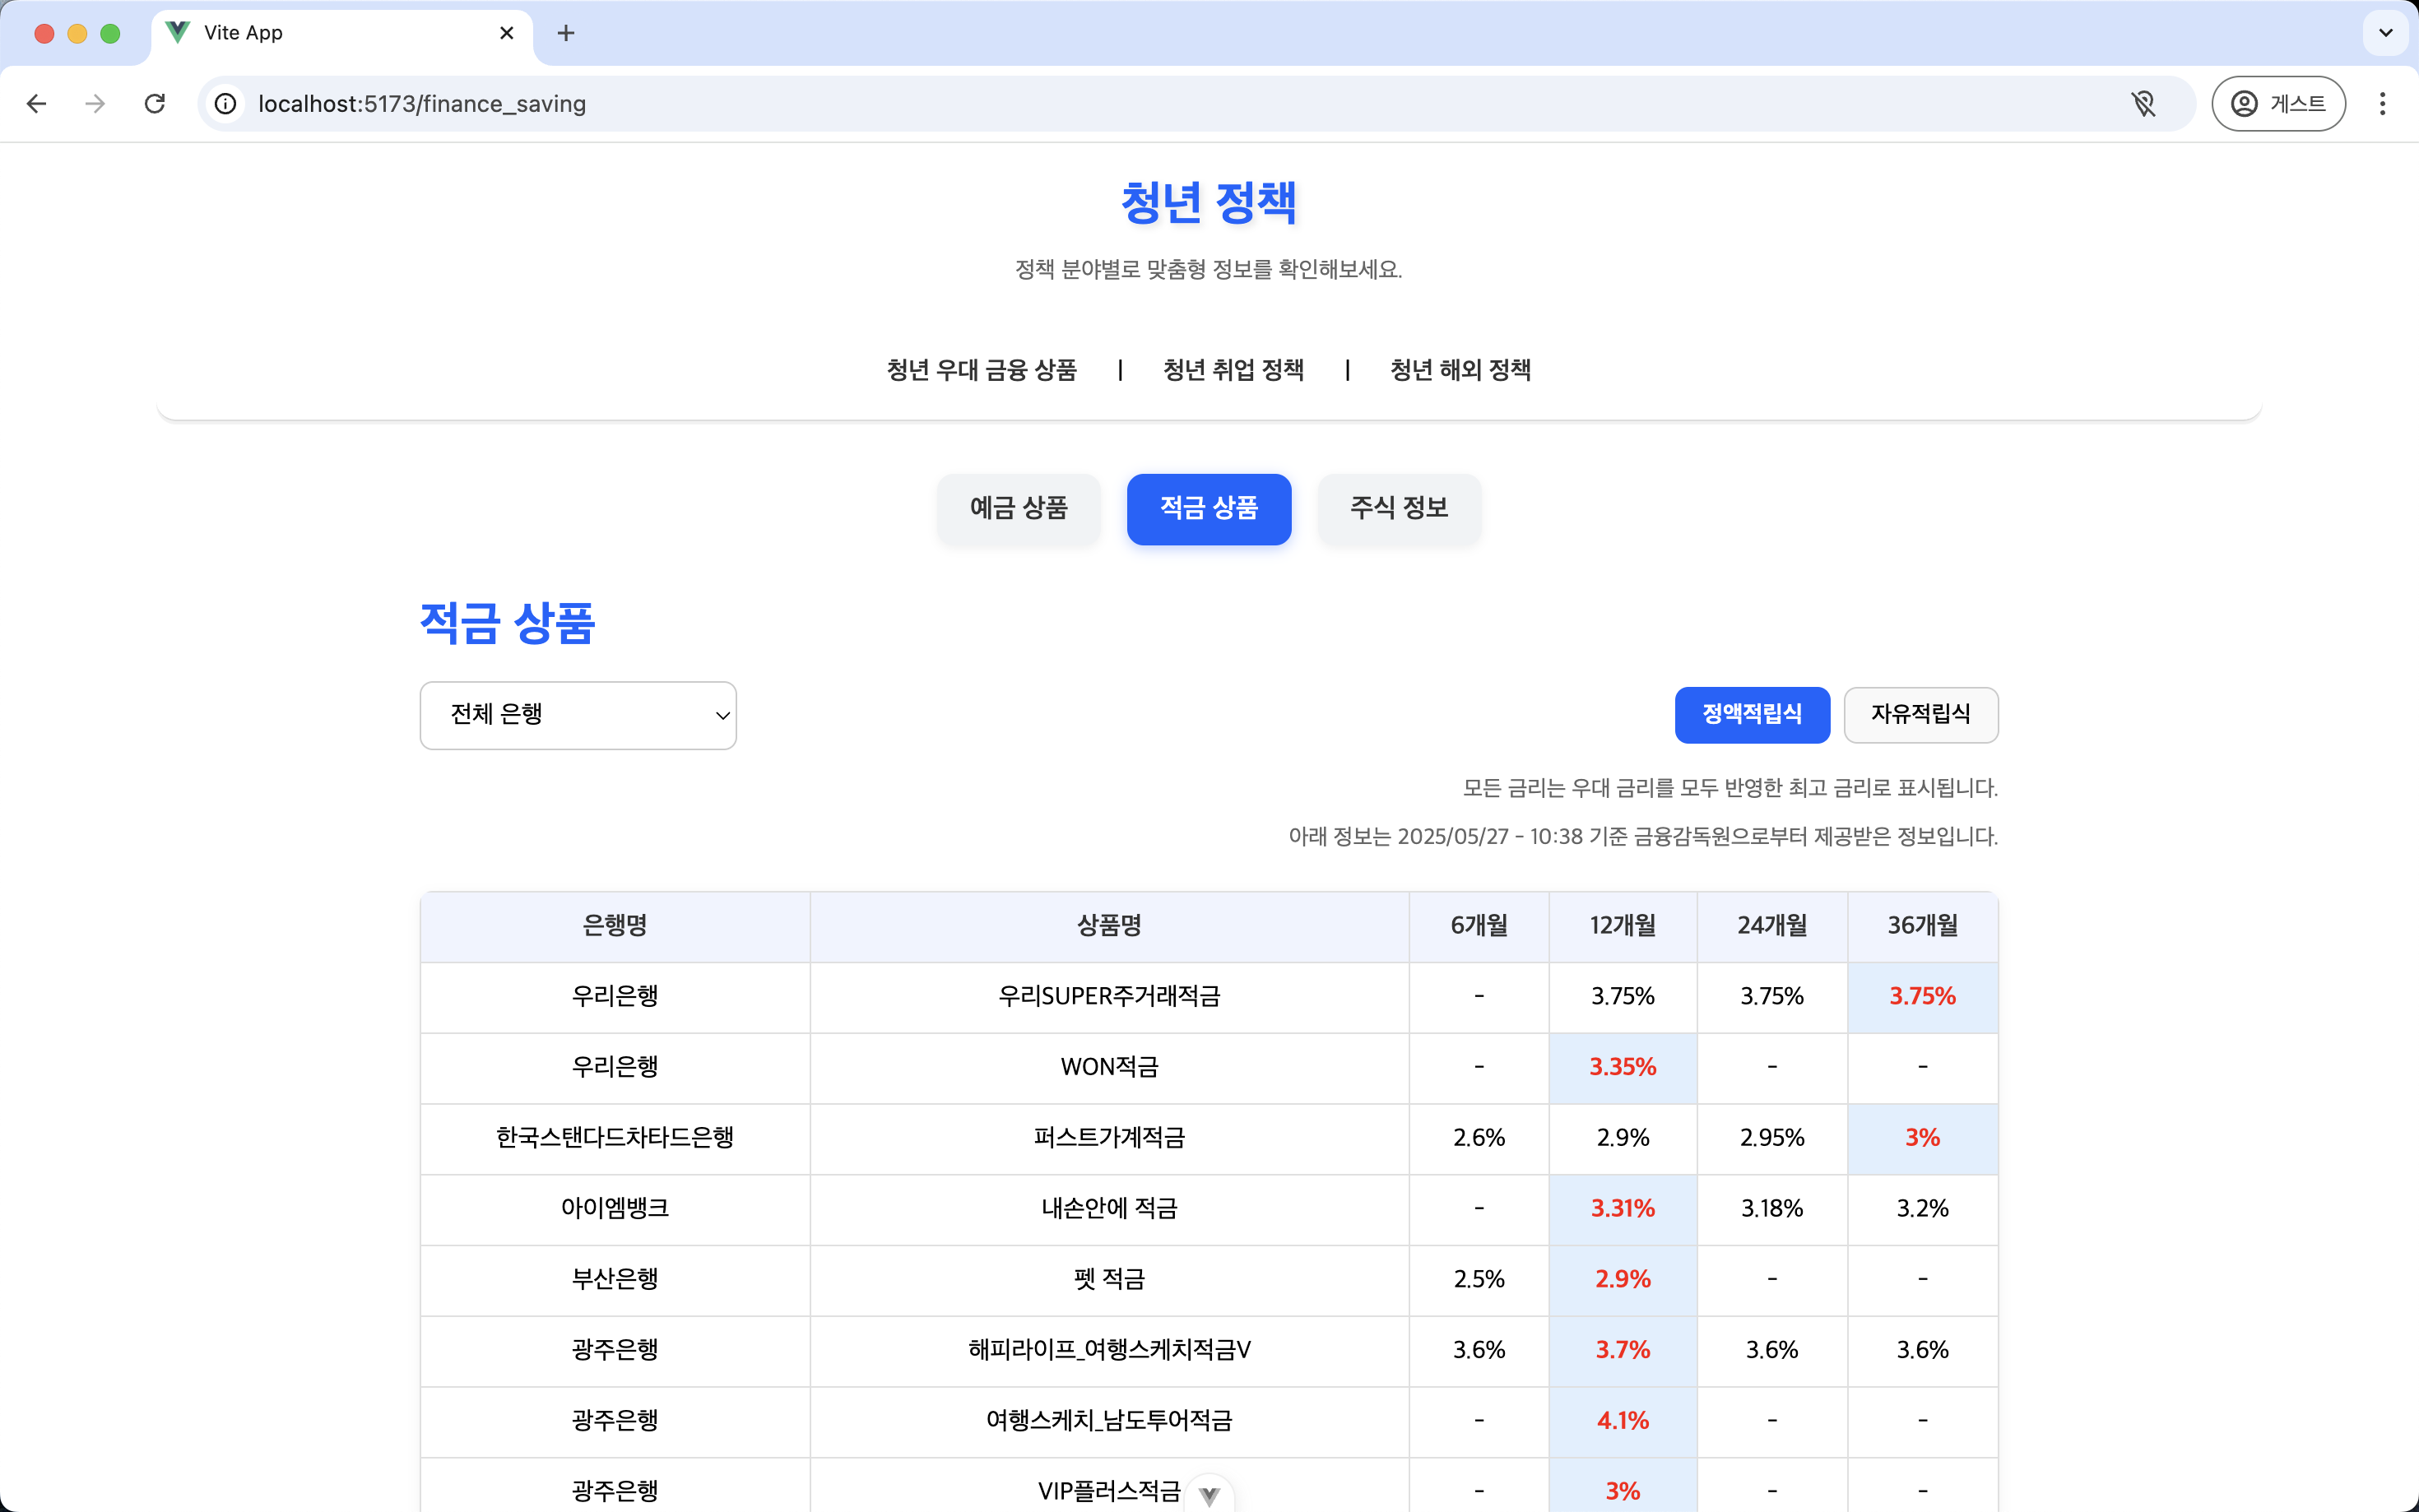 Vite App
localhost:5173/finance_saving
게스트
청년 정책
정책 분야별로 맞춤형 정보를 확인해보세요.
청년 우대 금융 상품 | 청년 취업 정책 | 청년 해외 정책
예금 상품 적금 상품 주식 정보
적금 상품
전체 은행 정액적립식 자유적립식
모든 금리는 우대 금리를 모두 반영한 최고 금리로 표시됩니다.
아래 정보는 2025/05/27 - 10:38 기준 금융감독원으로부터 제공받은 정보입니다.
은행명 상품명 6개월 12개월 24개월 36개월
우리은행 우리SUPER주거래적금 - 3.75% 3.75% 3.75%
우리은행 WON적금 - 3.35% - -
한국스탠다드차타드은행 퍼스트가계적금 2.6% 2.9% 2.95% 3%
아이엠뱅크 내손안에 적금 - 3.31% 3.18% 3.2%
부산은행 펫 적금 2.5% 2.9% - -
광주은행 해피라이프_여행스케치적금V 3.6% 3.7% 3.6% 3.6%
광주은행 여행스케치_남도투어적금 - 4.1% - -
광주은행 VIP플러스적금 - 3% - -